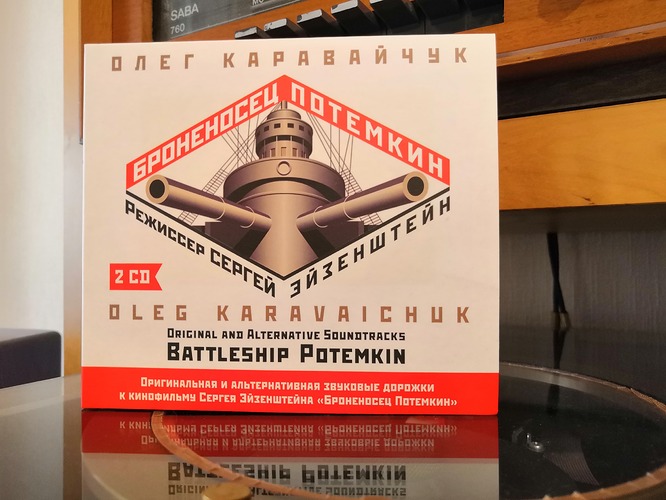 SABA
760
ОЛЕГ КАРАВАЙЧУК
БРОНЕНОСЕЦ ПОТЕМКИН
РЕЖИССЕР СЕРГЕЙ ЭЙЗЕНШТЕЙН
2 CD
OLEG KARAVAICHUK
ORIGINAL AND ALTERNATIVE SOUNDTRACKS
BATTLESHIP POTEMKIN
ОРИГИНАЛЬНАЯ И АЛЬТЕРНАТИВНАЯ ЗВУКОВЫЕ ДОРОЖКИ
К КИНОФИЛЬМУ СЕРГЕЯ ЭЙЗЕНШТЕЙНА «БРОНЕНОСЕЦ ПОТЕМКИН»